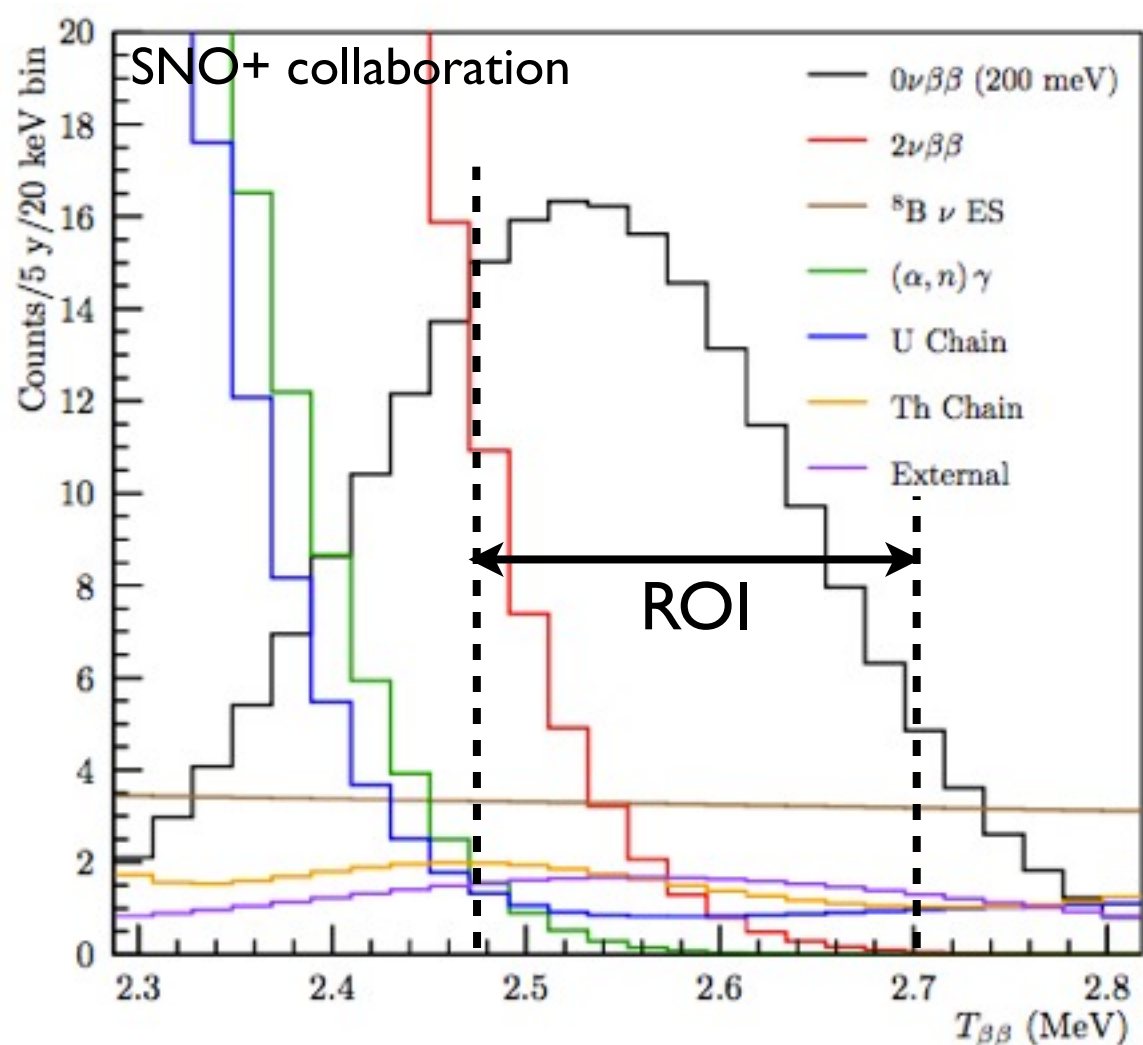 SNO+ collaboration
0νββ (200 meV)
2νββ
⁸B ν ES
(α, n) γ
U Chain
Th Chain
External
ROI
Counts/5 y/20 keV bin
20
18
16
14
12
10
8
6
4
2
0
2.3 2.4 2.5 2.6 2.7 2.8
Tββ (MeV)